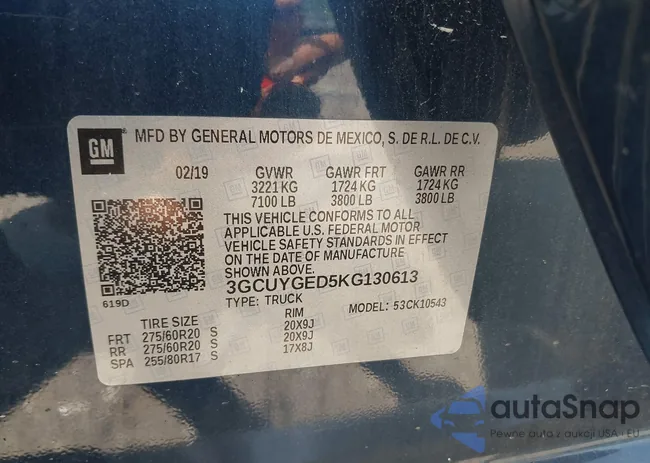 GM
MFD BY GENERAL MOTORS DE MEXICO, S. DE R.L. DE C.V.
02/19 GVWR GAWR FRT GAWR RR
3221 KG 1724 KG 1724 KG
7100 LB 3800 LB 3800 LB
THIS VEHICLE CONFORMS TO ALL
APPLICABLE U.S. FEDERAL MOTOR
VEHICLE SAFETY STANDARDS IN EFFECT
ON THE DATE OF MANUFACTURE
SHOWN ABOVE.
3GCUYGED5KG130613
619D
TYPE: TRUCK MODEL: 53CK10543
TIRE SIZE RIM
FRT 275/60R20 S 20X9J
RR 275/60R20 S 20X9J
SPA 255/80R17 S 17X8J
autaSnap
Pewne auta z aukcji USA i EU